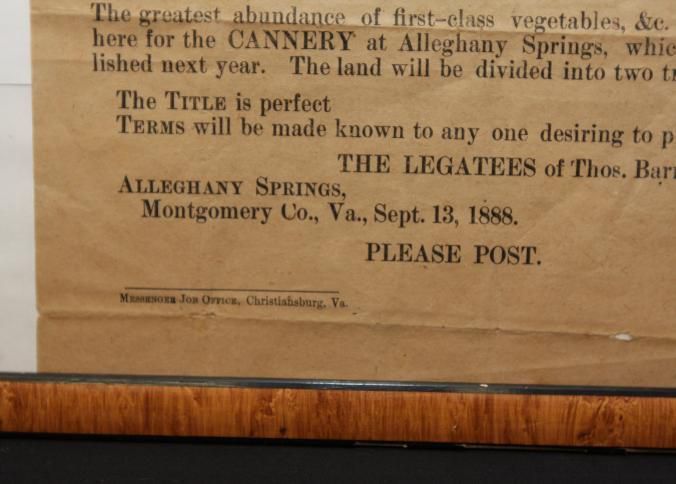 The greatest abundance of first-class vegetables, &c.
here for the CANNERY at Alleghany Springs,
lished next year. The land will be divided into two
The TITLE is perfect
TERMS will be made known to any one desiring to
THE LEGATEES of Thos.
ALLEGHANY SPRINGS,
Montgomery Co., Va., Sept. 13, 1888.
PLEASE POST.
MESSENGER JOB OFFICE, Christiansburg, Va.